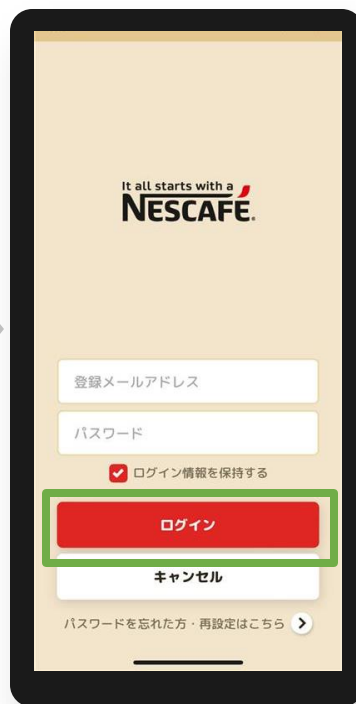 It all starts with a
NESCAFÉ.
登録メールアドレス
パスワード
ログイン情報を保持する
ログイン
キャンセル
パスワードを忘れた方・再設定はこちら